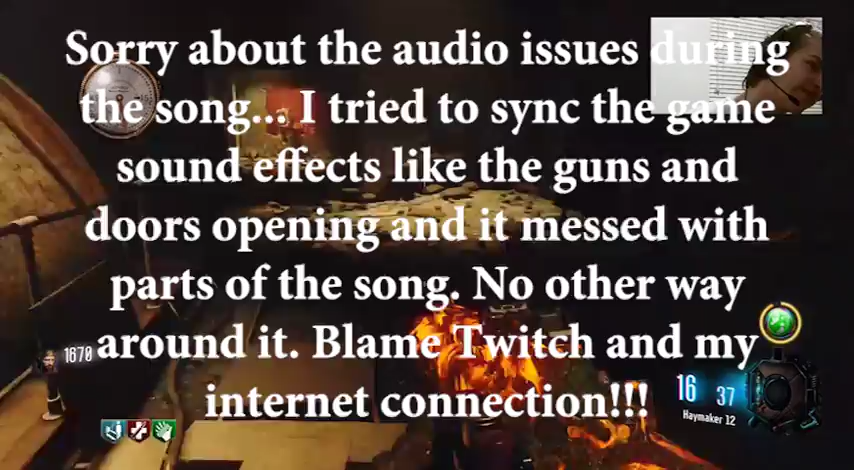 Sorry about the audio issues during
the song... I tried to sync the game
sound effects like the guns and
doors opening and it messed with
parts of the song. No other way
around it. Blame Twitch and my
internet connection!!!
1670
16 37
Haymaker 12